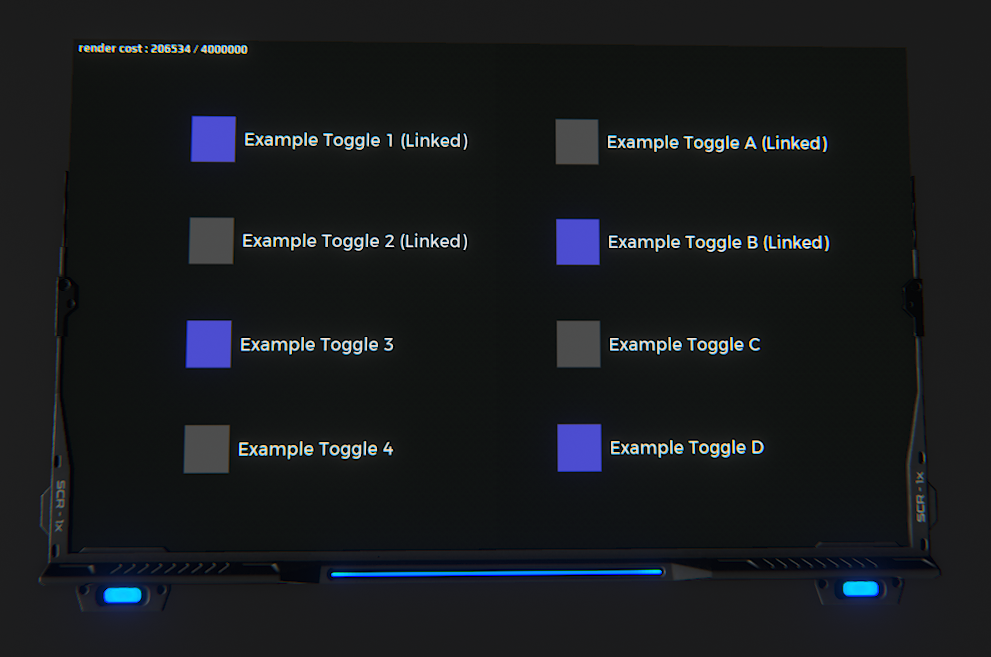 render cost : 206534 / 4000000
Example Toggle 1 (Linked)
Example Toggle A (Linked)
Example Toggle 2 (Linked)
Example Toggle B (Linked)
Example Toggle 3
Example Toggle C
Example Toggle 4
Example Toggle D
SCR - 1x
SCR - 1x